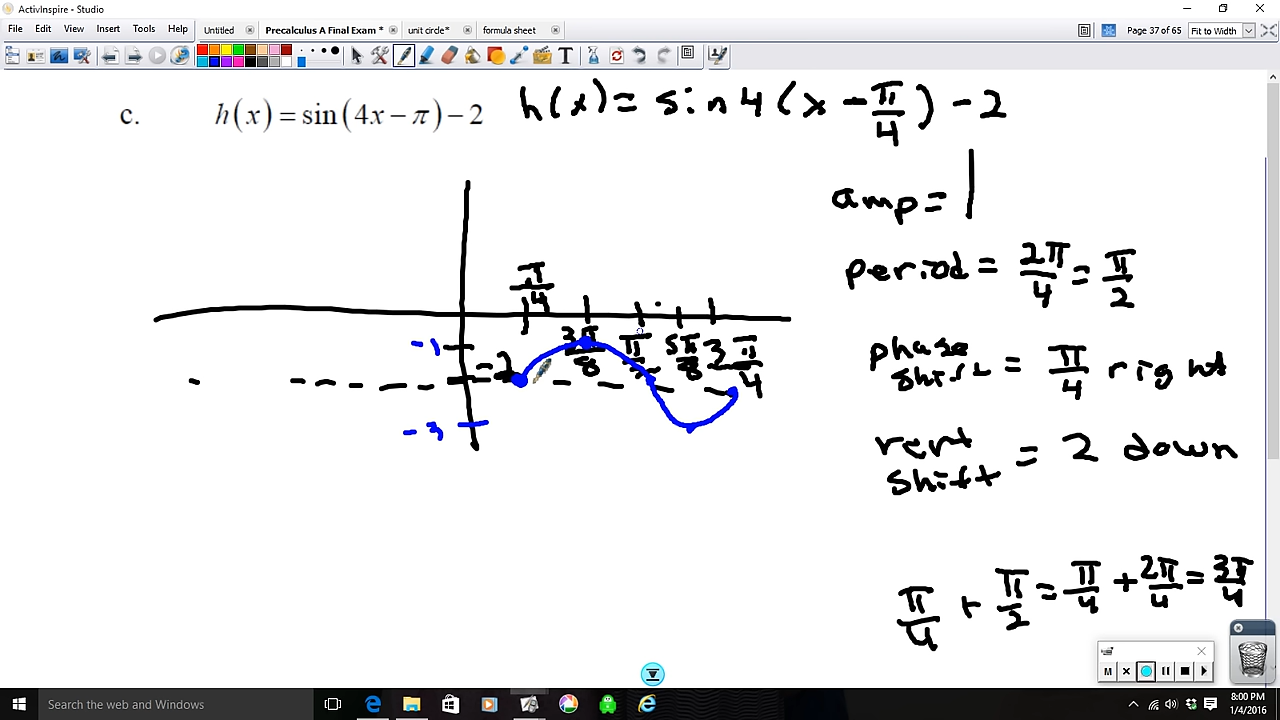 ActivInspire - Studio
File Edit View Insert Tools Help
Untitled
Precalculus A Final Exam *
unit circle*
formula sheet
Page 37 of 65
Fit to Width
c. h(x) = sin(4x − π) − 2
h(x) = sin 4(x − π/4) − 2
amp = 1
period = 2π/4 = π/2
phase shift = π/4 right
vert shift = 2 down
π/4
3π/8 π/2 5π/8 3π/4
-1
-2
-3
π/4 + π/2 = π/4 + 2π/4 = 3π/4
M
Search the web and Windows
8:00 PM
1/4/2016